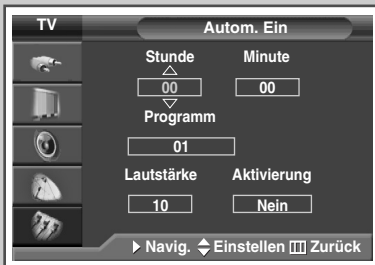 TV
Autom. Ein
Stunde Minute
00 00
Programm
01
Lautstärke Aktivierung
10 Nein
Navig. Einstellen Zurück